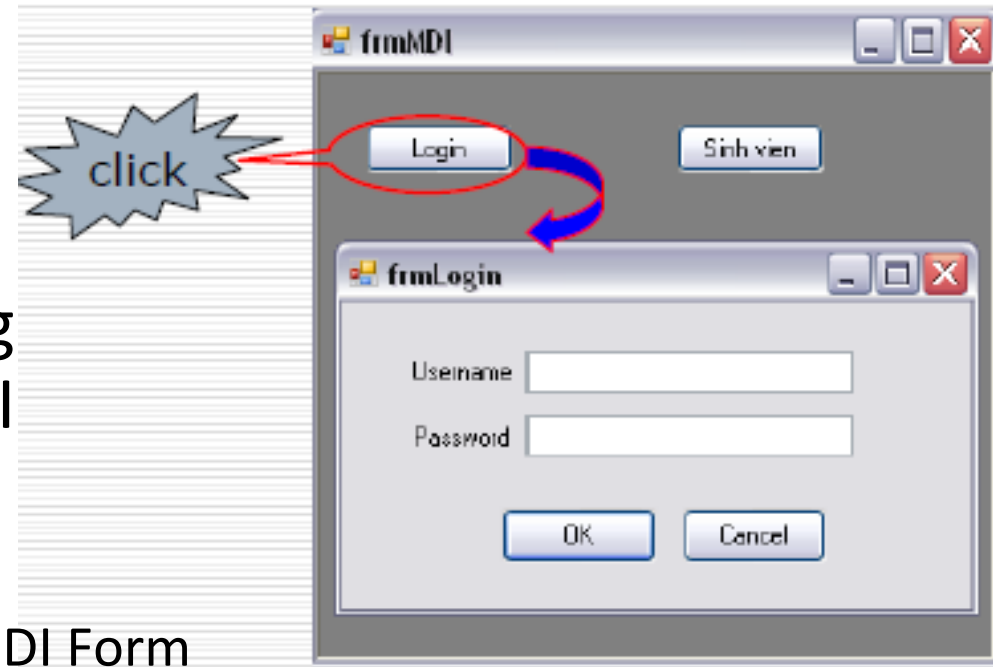 frmMDI
Login
Sinh vien
click
frmLogin
g
Username
l
Password
OK
Cancel
DI Form